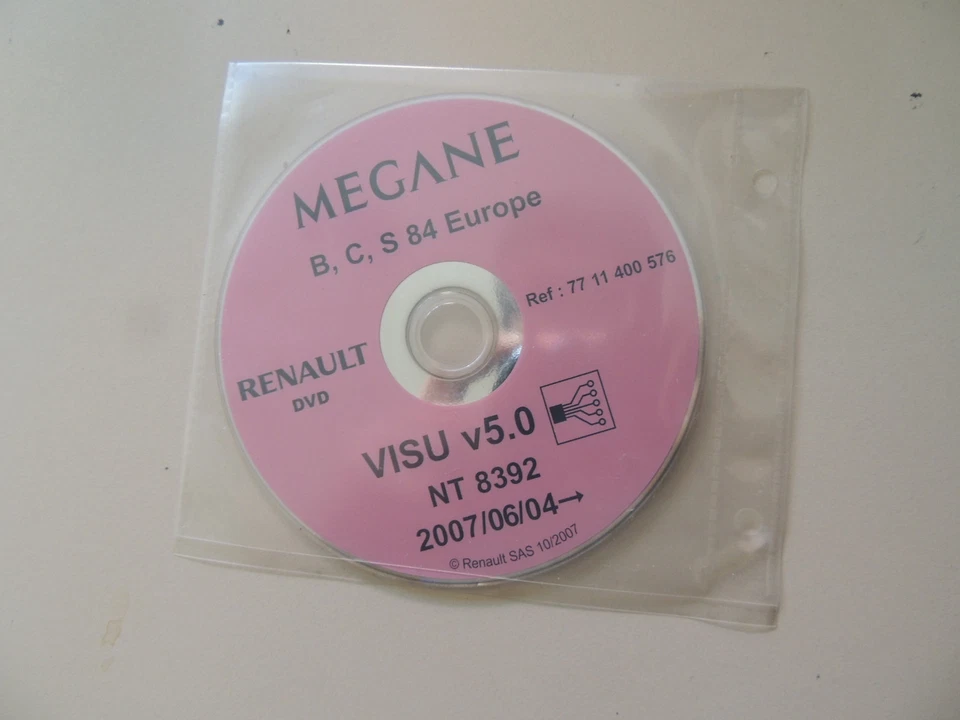 MEGANE
B, C, S 84 Europe
Ref : 77 11 400 576
RENAULT
DVD
VISU v5.0
NT 8392
2007/06/04→
© Renault SAS 10/2007